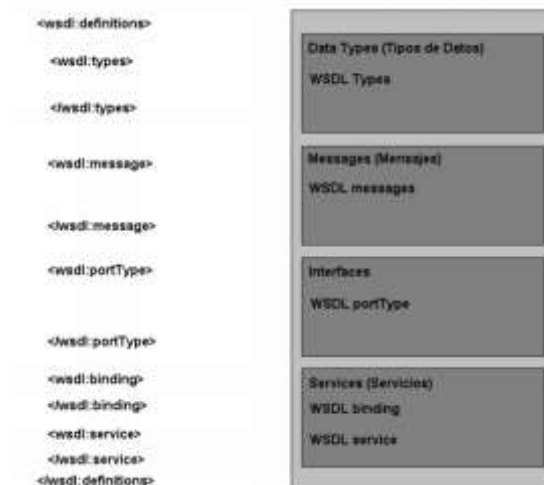 <wsdl:definitions>
<wsdl:types>
</wsdl:types>
<wsdl:message>
</wsdl:message>
<wsdl:portType>
</wsdl:portType>
<wsdl:binding>
</wsdl:binding>
<wsdl:service>
</wsdl:service>
</wsdl:definitions>
Data Types (Tipos de Datos)
WSDL Types
Messages (Mensajes)
WSDL messages
Interfaces
WSDL portType
Services (Servicios)
WSDL binding
WSDL service